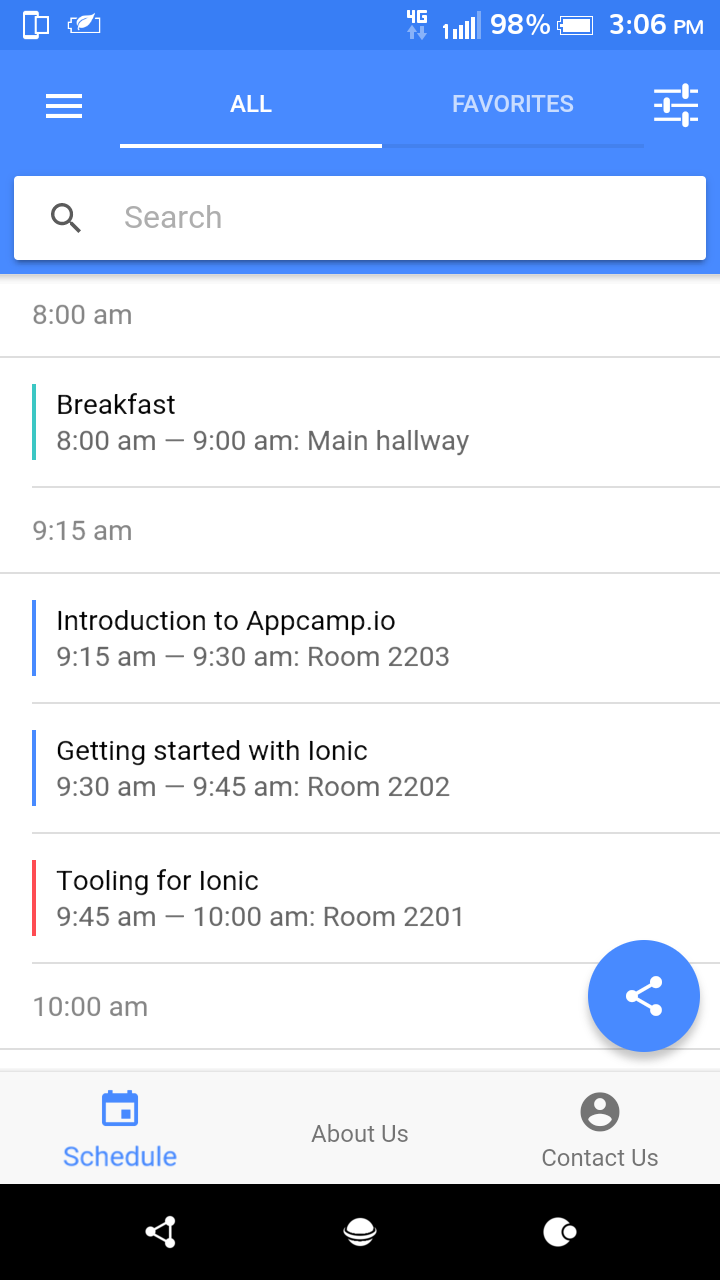 4G 1 98% 3:06 PM
ALL FAVORITES
Search
8:00 am
Breakfast
8:00 am — 9:00 am: Main hallway
9:15 am
Introduction to Appcamp.io
9:15 am — 9:30 am: Room 2203
Getting started with Ionic
9:30 am — 9:45 am: Room 2202
Tooling for Ionic
9:45 am — 10:00 am: Room 2201
10:00 am
Schedule About Us Contact Us